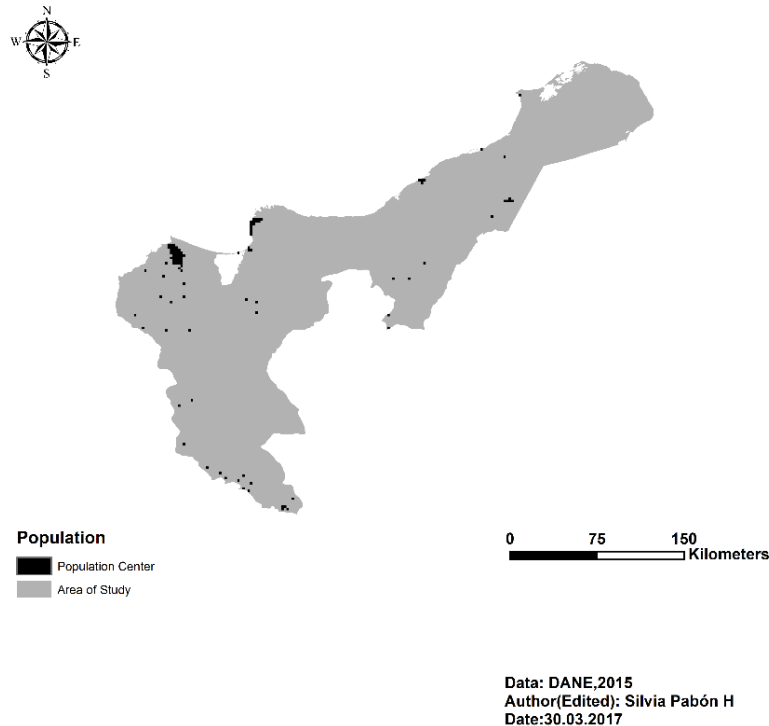 N
W E
S
Population
Population Center
Area of Study
0 75 150
Kilometers
Data: DANE,2015
Author(Edited): Silvia Pabón H
Date:30.03.2017